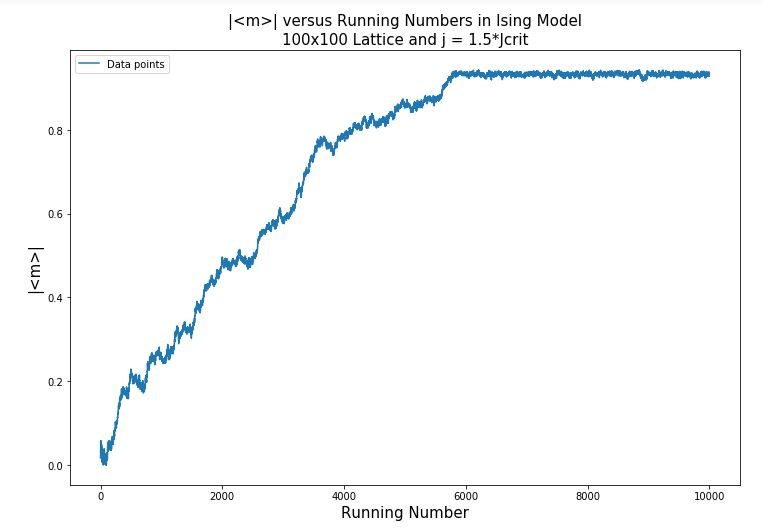 |<m>| versus Running Numbers in Ising Model
100x100 Lattice and j = 1.5*Jcrit
Data points
|<m>|
0.8
0.6
0.4
0.2
0.0
0 2000 4000 6000 8000 10000
Running Number